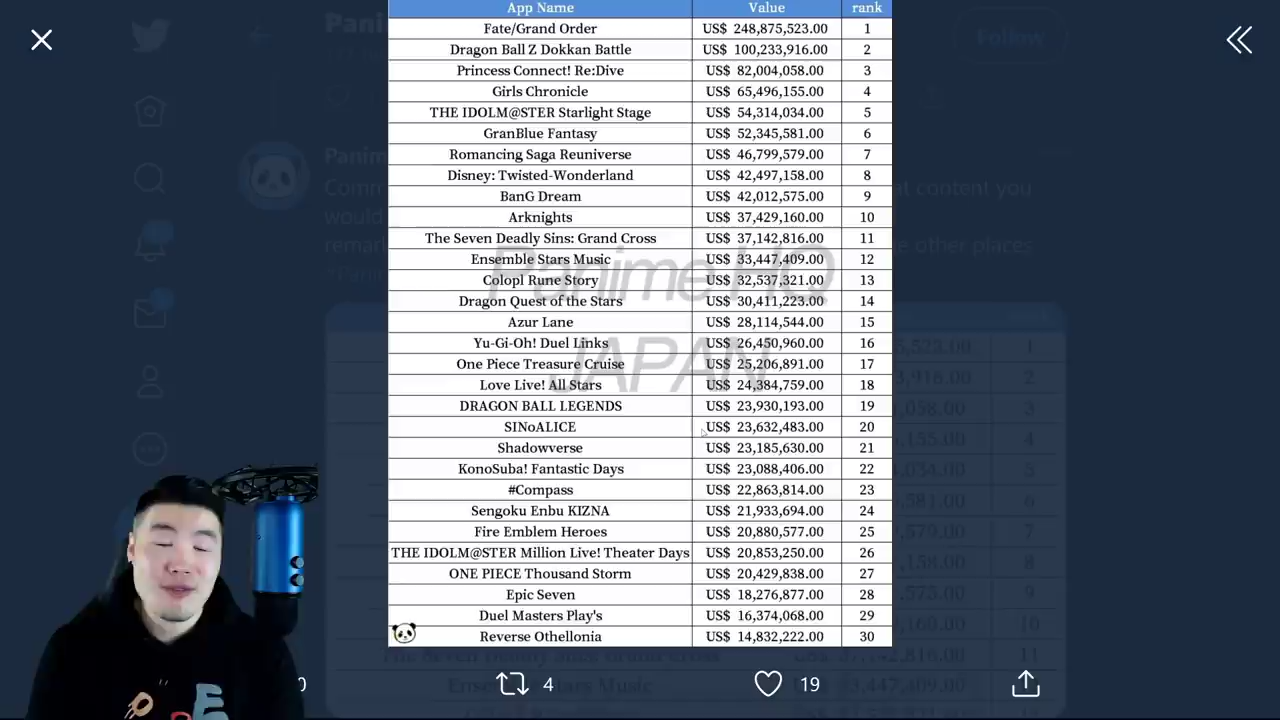 App Name Value rank
Fate/Grand Order US$ 248,875,523.00 1
Dragon Ball Z Dokkan Battle US$ 100,233,916.00 2
Princess Connect! Re:Dive US$ 82,004,058.00 3
Girls Chronicle US$ 65,496,155.00 4
THE IDOLM@STER Starlight Stage US$ 54,314,034.00 5
GranBlue Fantasy US$ 52,345,581.00 6
Romancing Saga Reuniverse US$ 46,799,579.00 7
Disney: Twisted-Wonderland US$ 42,497,158.00 8
BanG Dream US$ 42,012,575.00 9
Arknights US$ 37,429,160.00 10
The Seven Deadly Sins: Grand Cross US$ 37,142,816.00 11
Ensemble Stars Music US$ 33,447,409.00 12
Colopl Rune Story US$ 32,537,321.00 13
Dragon Quest of the Stars US$ 30,411,223.00 14
Azur Lane US$ 28,114,544.00 15
Yu-Gi-Oh! Duel Links US$ 26,450,960.00 16
One Piece Treasure Cruise US$ 25,206,891.00 17
Love Live! All Stars US$ 24,384,759.00 18
DRAGON BALL LEGENDS US$ 23,930,193.00 19
SINoALICE US$ 23,632,483.00 20
Shadowverse US$ 23,185,630.00 21
KonoSuba! Fantastic Days US$ 23,088,406.00 22
#Compass US$ 22,863,814.00 23
Sengoku Enbu KIZNA US$ 21,933,694.00 24
Fire Emblem Heroes US$ 20,880,577.00 25
THE IDOLM@STER Million Live! Theater Days US$ 20,853,250.00 26
ONE PIECE Thousand Storm US$ 20,429,838.00 27
Epic Seven US$ 18,276,877.00 28
Duel Masters Play's US$ 16,374,068.00 29
Reverse Othellonia US$ 14,832,222.00 30
Panime HQ
JAPAN
Follow
content you
would
other places
0 4 19